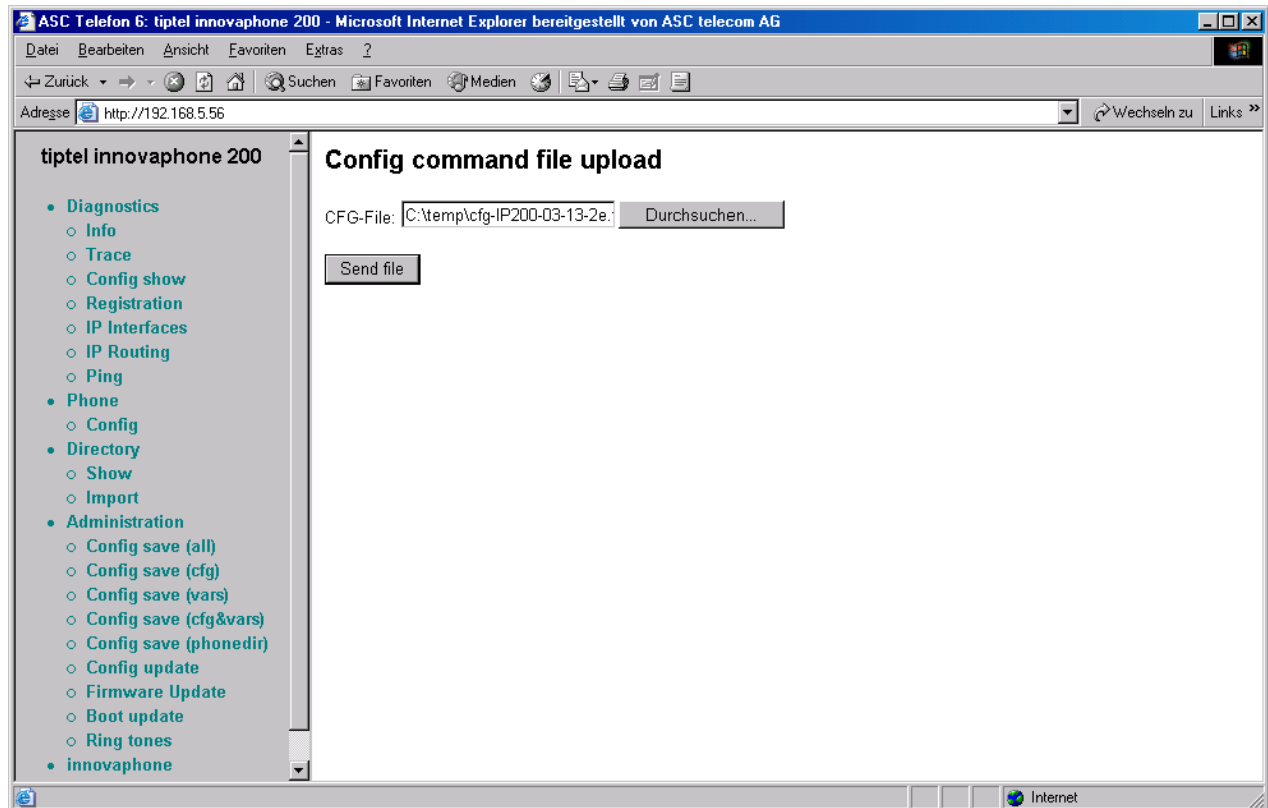 ASC Telefon 6: tiptel innovaphone 200 - Microsoft Internet Explorer bereitgestellt von ASC telecom AG
Datei Bearbeiten Ansicht Favoriten Extras ?
Zurück Suchen Favoriten Medien
Adresse http://192.168.5.56 Wechseln zu Links »
tiptel innovaphone 200
Diagnostics
Info
Trace
Config show
Registration
IP Interfaces
IP Routing
Ping
Phone
Config
Directory
Show
Import
Administration
Config save (all)
Config save (cfg)
Config save (vars)
Config save (cfg&vars)
Config save (phonedir)
Config update
Firmware Update
Boot update
Ring tones
innovaphone
Config command file upload
CFG-File: C:\temp\cfg-IP200-03-13-2e. Durchsuchen...
Send file
Internet